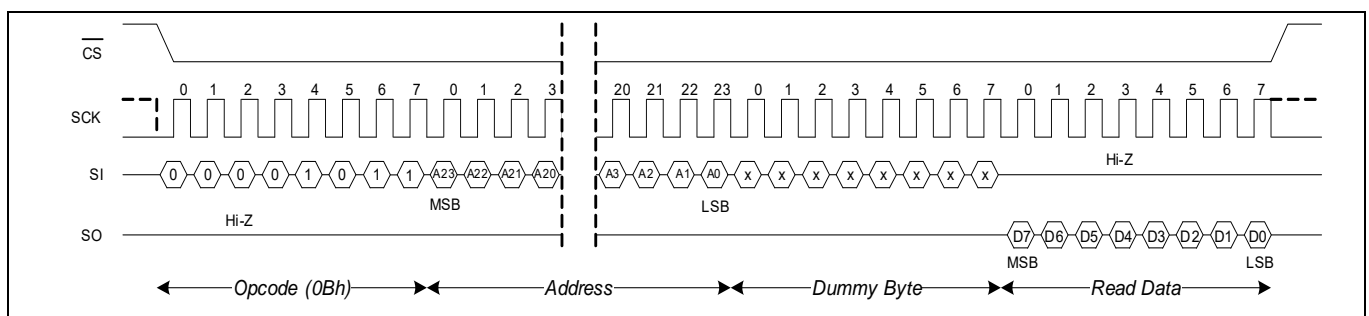 CS
0 1 2 3 4 5 6 7 0 1 2 3 20 21 22 23 0 1 2 3 4 5 6 7 0 1 2 3 4 5 6 7
SCK
Hi-Z
SI 0 0 0 0 1 0 1 1 A23 A22 A21 A20 A3 A2 A1 A0 x x x x x x x x
MSB LSB
Hi-Z
SO D7 D6 D5 D4 D3 D2 D1 D0
MSB LSB
Opcode (0Bh) Address Dummy Byte Read Data